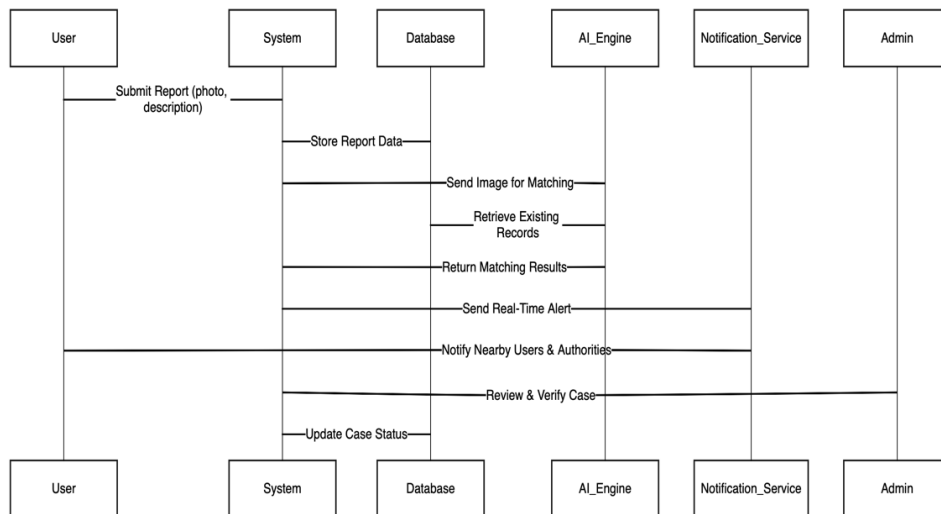 User
System
Database
AI_Engine
Notification_Service
Admin
Submit Report (photo,
description)
Store Report Data
Send Image for Matching
Retrieve Existing
Records
Return Matching Results
Send Real-Time Alert
Notify Nearby Users & Authorities
Review & Verify Case
Update Case Status
User
System
Database
AI_Engine
Notification_Service
Admin